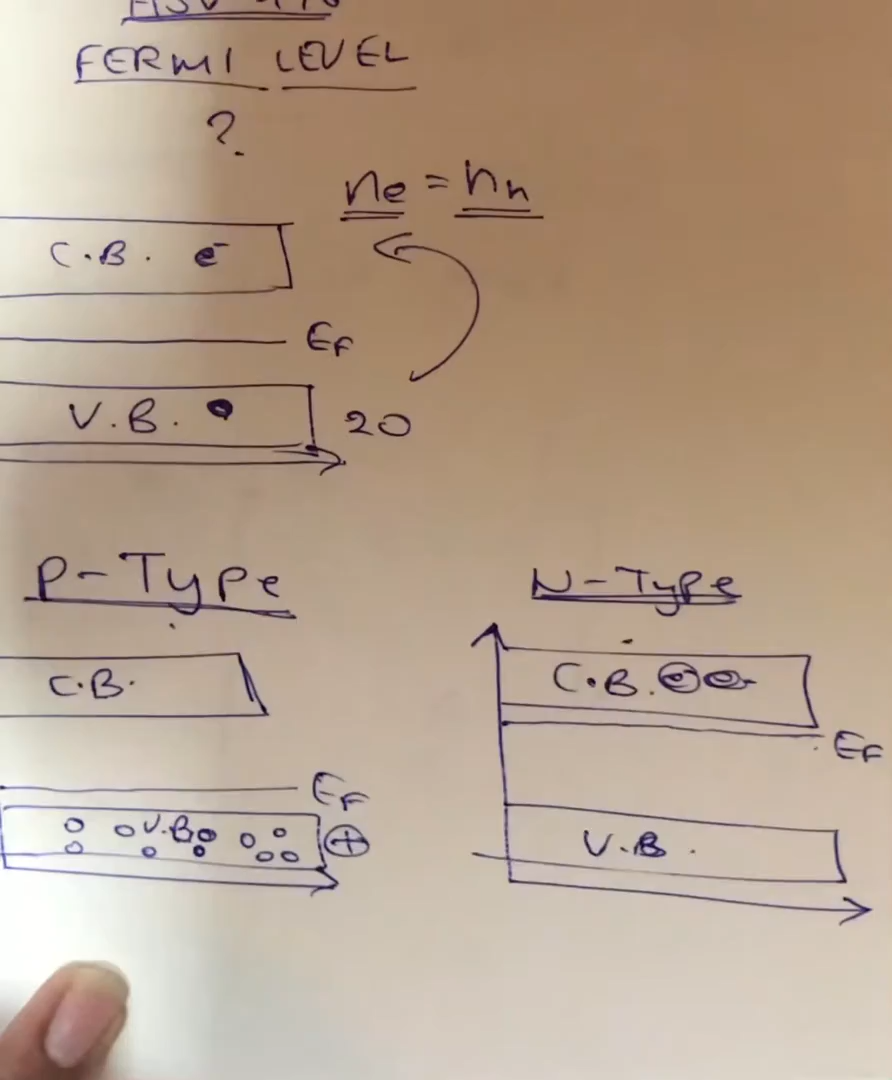 FERMI LEVEL
?
ne = nh
C.B. e-
EF
V.B. 20
P-Type
N-Type
C.B.
C.B. e-
EF
EF
V.B. +
V.B.